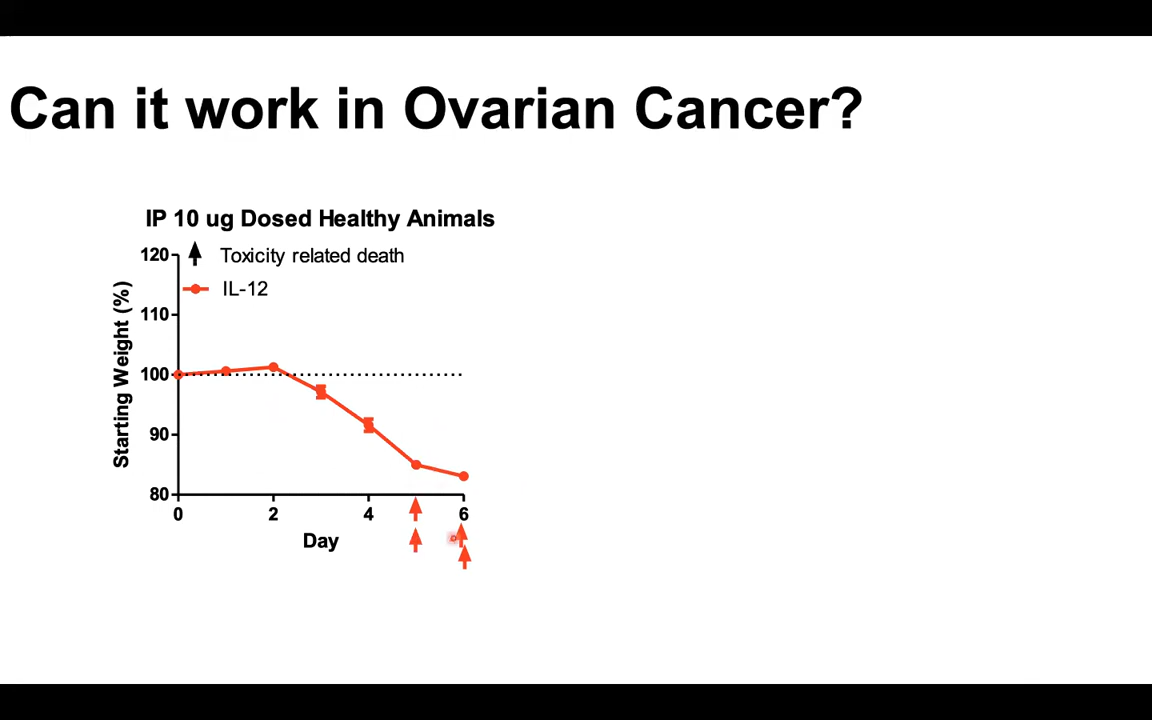 Can it work in Ovarian Cancer?
IP 10 ug Dosed Healthy Animals
Toxicity related death
IL-12
120
110
100
90
80
Starting Weight (%)
0 2 4 6
Day